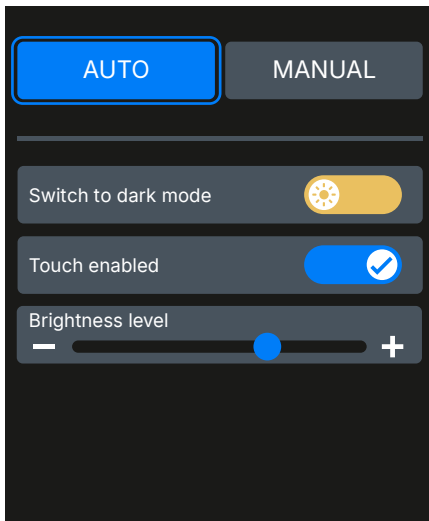 AUTO
MANUAL
Switch to dark mode
Touch enabled
Brightness level